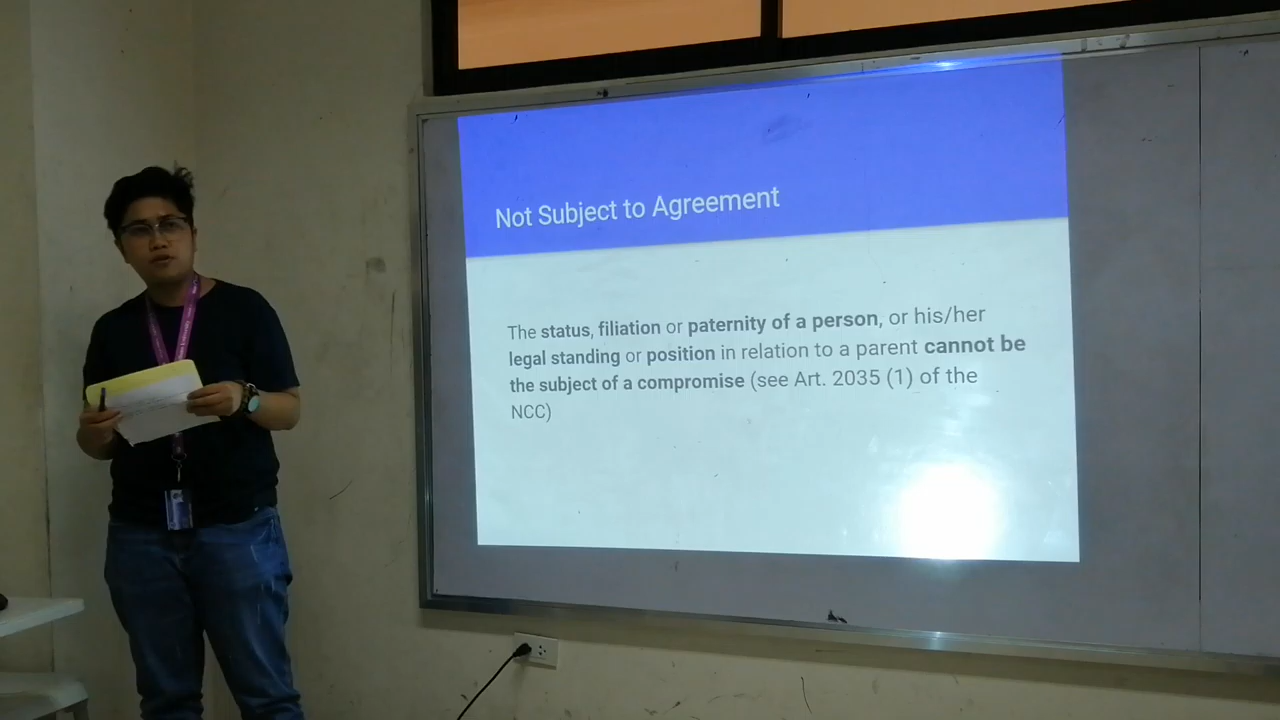 Not Subject to Agreement
The status, filiation or paternity of a person, or his/her
legal standing or position in relation to a parent cannot be
the subject of a compromise (see Art. 2035 (1) of the
NCC)